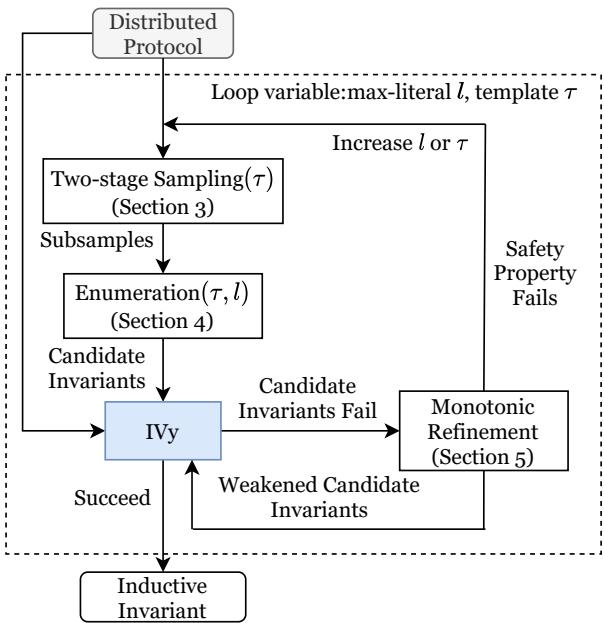 Distributed
Protocol
Loop variable:max-literal l, template τ
Increase l or τ
Two-stage Sampling(τ)
(Section 3)
Subsamples
Safety
Property
Fails
Enumeration(τ, l)
(Section 4)
Candidate
Invariants
Candidate
Invariants Fail
IVy
Monotonic
Refinement
(Section 5)
Succeed
Weakened Candidate
Invariants
Inductive
Invariant